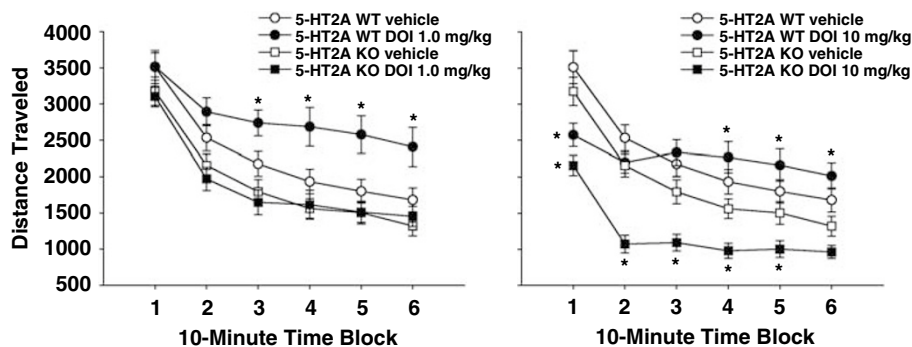 5-HT2A WT vehicle
5-HT2A WT DOI 1.0 mg/kg
5-HT2A KO vehicle
5-HT2A KO DOI 1.0 mg/kg
4000
3500
3000
2500
2000
1500
1000
500
Distance Traveled
* * * *
1 2 3 4 5 6
10-Minute Time Block
5-HT2A WT vehicle
5-HT2A WT DOI 10 mg/kg
5-HT2A KO vehicle
5-HT2A KO DOI 10 mg/kg
* * *
*
*
* * * *
1 2 3 4 5 6
10-Minute Time Block